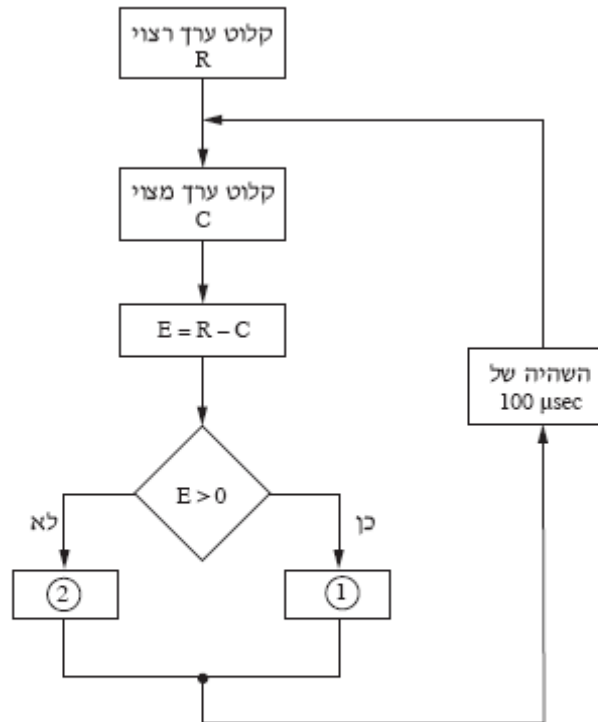 קלוט ערך רצוי
R
קלוט ערך מצוי
C
E = R – C
השהיה של
100 μsec
E > 0
לא
כן
2
1